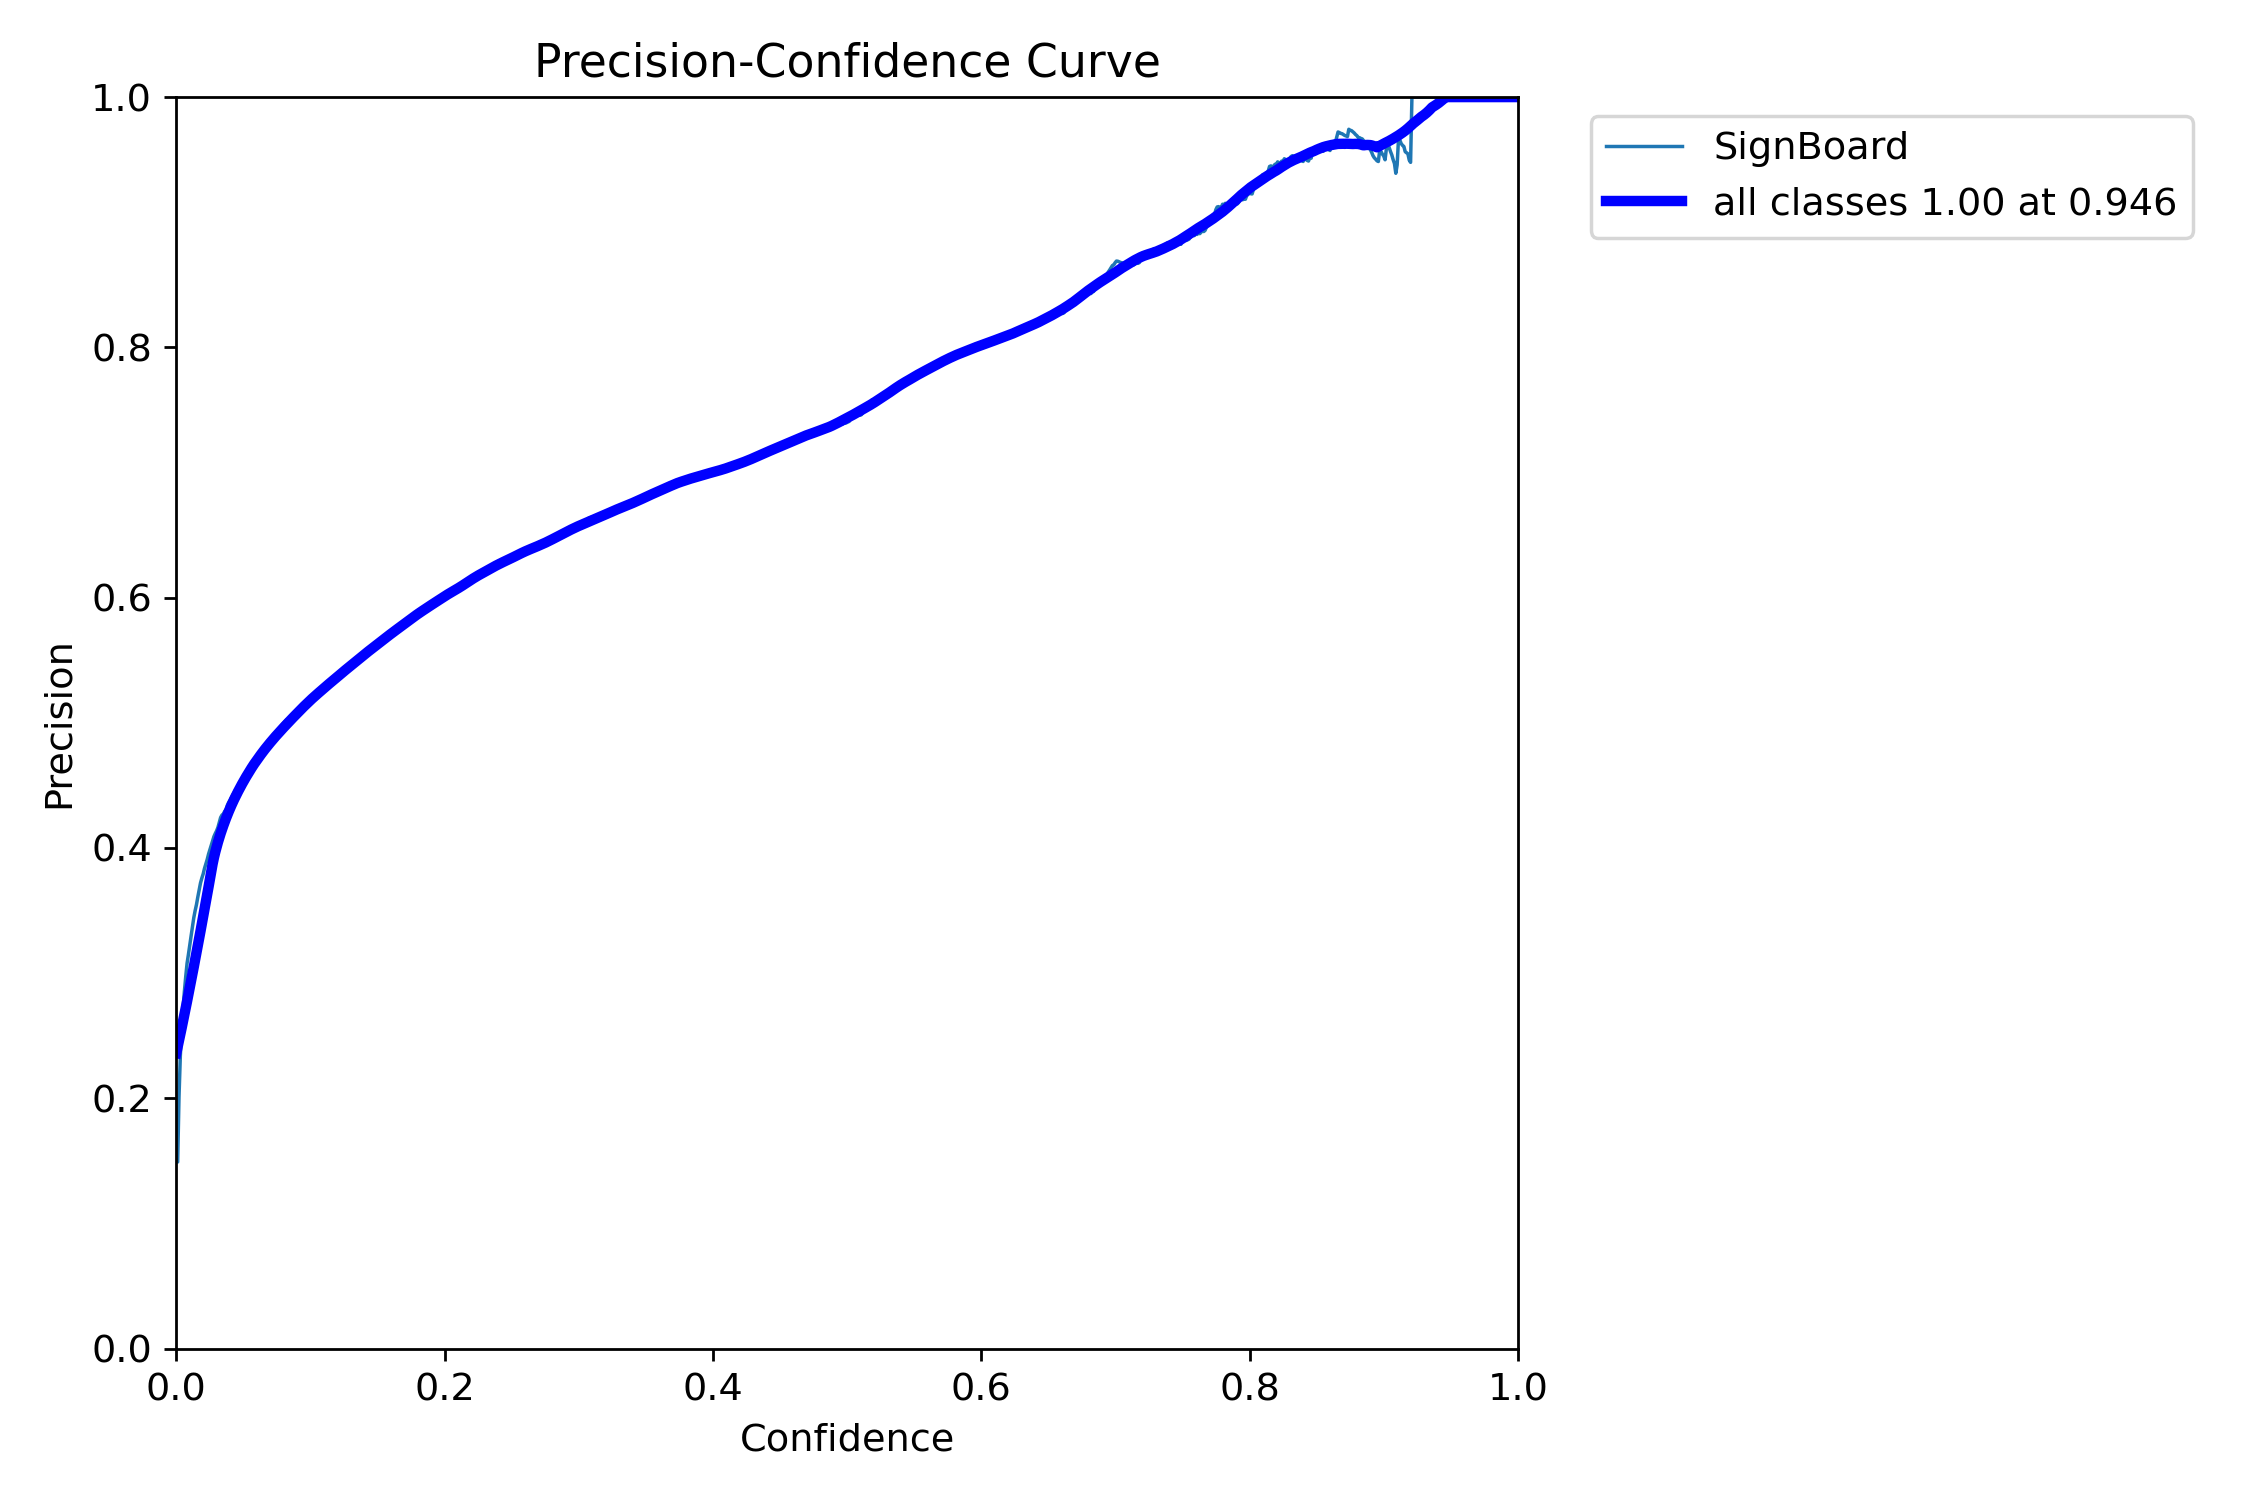 Precision-Confidence Curve
1.0
0.8
0.6
0.4
0.2
0.0
Precision
0.0 0.2 0.4 0.6 0.8 1.0
Confidence
SignBoard
all classes 1.00 at 0.946